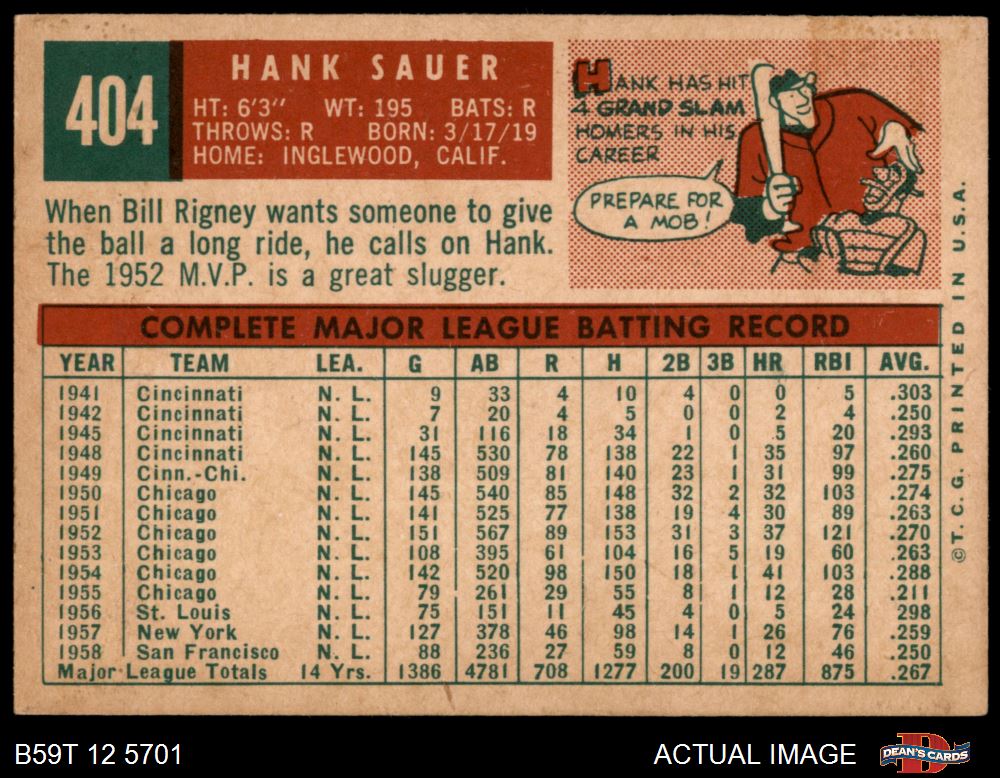 404
HANK SAUER
HT: 6'3" WT: 195 BATS: R
THROWS: R BORN: 3/17/19
HOME: INGLEWOOD, CALIF.
When Bill Rigney wants someone to give
the ball a long ride, he calls on Hank.
The 1952 M.V.P. is a great slugger.
HANK HAS HIT
4 GRAND SLAM
HOMERS IN HIS
CAREER
PREPARE FOR
A MOB!
COMPLETE MAJOR LEAGUE BATTING RECORD
YEAR TEAM LEA. G AB R H 2B 3B HR RBI AVG.
1941 Cincinnati N. L. 9 33 4 10 4 0 0 5 .303
1942 Cincinnati N. L. 7 20 4 5 0 0 2 4 .250
1945 Cincinnati N. L. 31 116 18 34 1 0 .5 20 .293
1948 Cincinnati N. L. 145 530 78 138 22 1 35 97 .260
1949 Cinn.-Chi. N. L. 138 509 81 140 23 1 31 99 .275
1950 Chicago N. L. 145 540 85 148 32 2 32 103 .274
1951 Chicago N. L. 141 525 77 138 19 4 30 89 .263
1952 Chicago N. L. 151 567 89 153 31 3 37 121 .270
1953 Chicago N. L. 108 395 61 104 16 5 19 60 .263
1954 Chicago N. L. 142 520 98 150 18 1 41 103 .288
1955 Chicago N. L. 79 261 29 55 8 1 12 28 .211
1956 St. Louis N. L. 75 151 11 45 4 0 5 24 298
1957 New York N. L. 127 378 46 98 14 1 26 76 .259
1958 San Francisco N. L. 88 236 27 59 8 0 12 46 .250
Major League Totals 14 Yrs. 1386 4781 708 1277 200 19 287 875 .267
©T. C. G. PRINTED IN U.S.A.
B59T 12 5701
ACTUAL IMAGE
DEAN'S CARDS